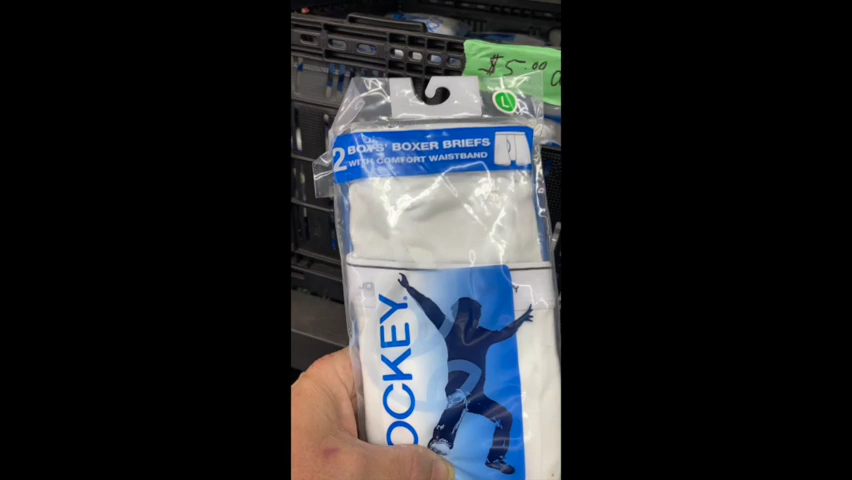 $5.00
L
2 BOYS' BOXER BRIEFS
WITH COMFORT WAISTBAND
OCKEY